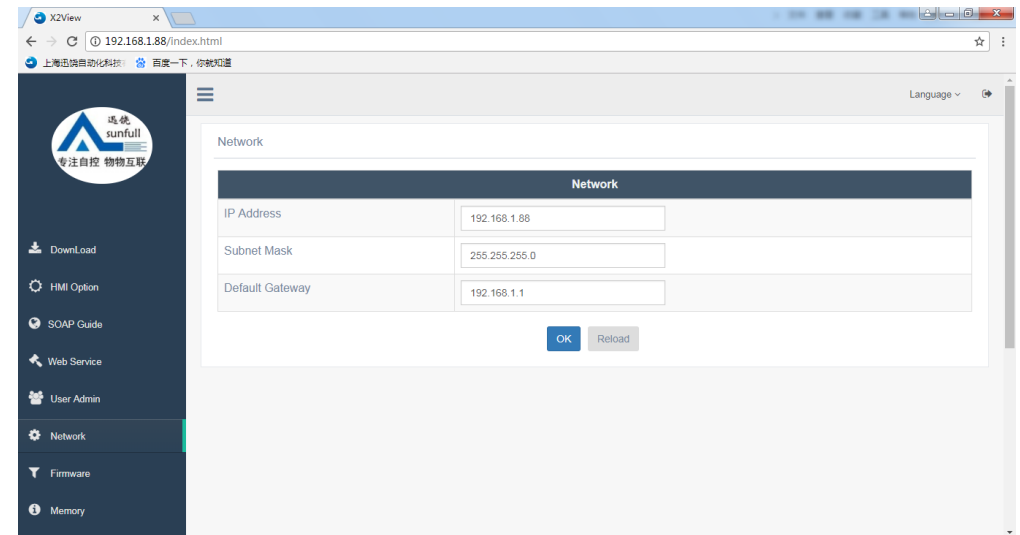 X2View
192.168.1.88/index.html
上海迅饶自动化科技
百度一下，你就知道
Language
迅饶
sunfull
专注自控 物物互联
Network
Network
IP Address
192.168.1.88
Subnet Mask
255.255.255.0
Default Gateway
192.168.1.1
OK
Reload
DownLoad
HMI Option
SOAP Guide
Web Service
User Admin
Network
Firmware
Memory